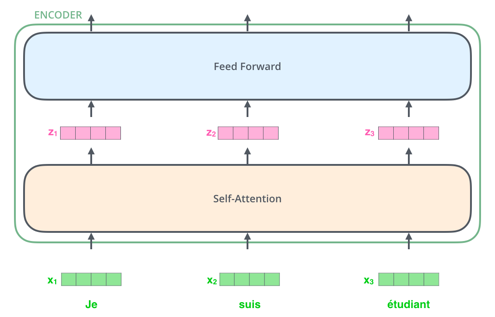 ENCODER
Feed Forward
z1 z2 z3
Self-Attention
x1 x2 x3
Je suis étudiant